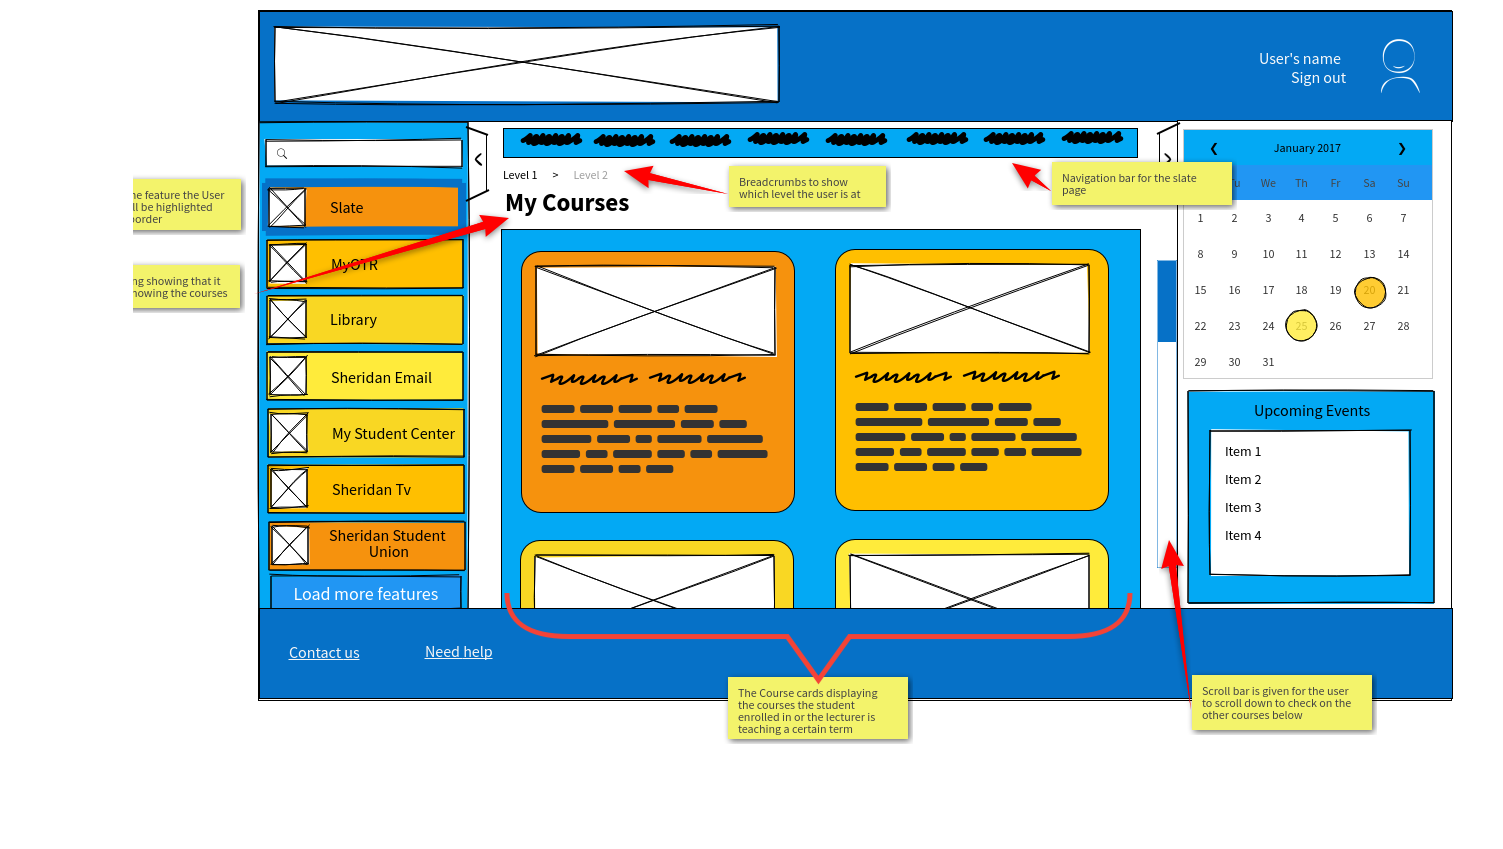 User's name
Sign out
Level 1 > Level 2
My Courses
Breadcrumbs to show
which level the user is at
Navigation bar for the slate
page
feature the User
be highlighted
showing that it
the courses
Slate
MyOTR
Library
Sheridan Email
My Student Center
Sheridan Tv
Sheridan Student
Union
Load more features
January 2017
We Th Fr Sa Su
1 2 3 4 5 6 7
8 9 10 11 12 13 14
15 16 17 18 19 20 21
22 23 24 25 26 27 28
29 30 31
Upcoming Events
Item 1
Item 2
Item 3
Item 4
Contact us
Need help
The Course cards displaying
the courses the student
enrolled in or the lecturer is
teaching a certain term
Scroll bar is given for the user
to scroll down to check on the
other courses below